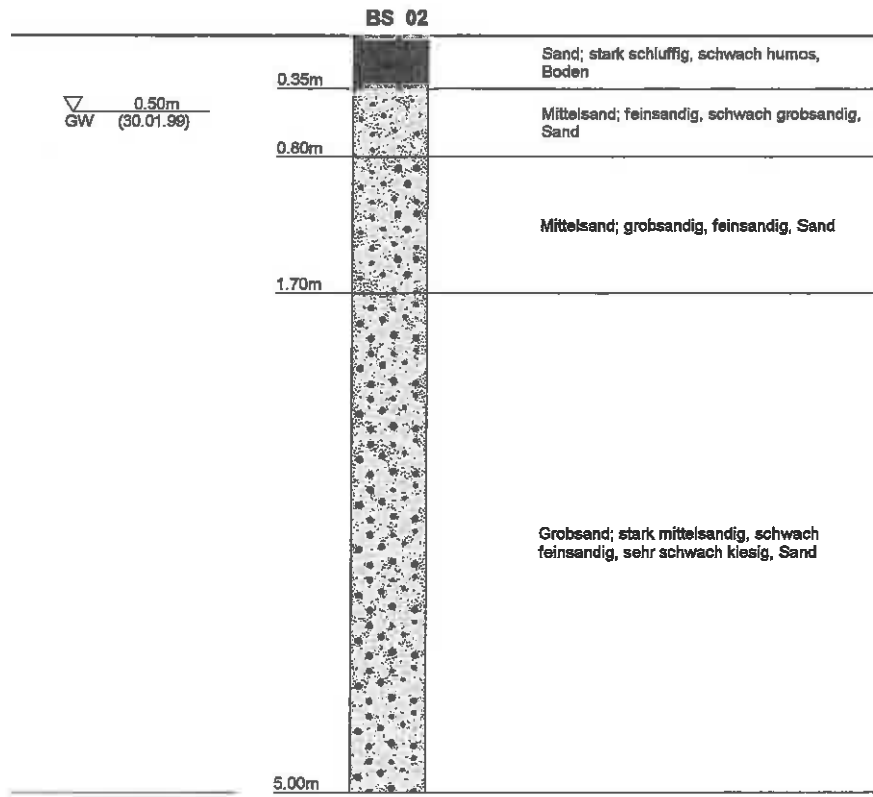 BS 02
Sand; stark schluffig, schwach humos,
Boden
0.35m
0.50m
GW (30.01.99)
Mittelsand; feinsandig, schwach grobsandig,
Sand
0.80m
Mittelsand; grobsandig, feinsandig, Sand
1.70m
Grobsand; stark mittelsandig, schwach
feinsandig, sehr schwach kiesig, Sand
5.00m